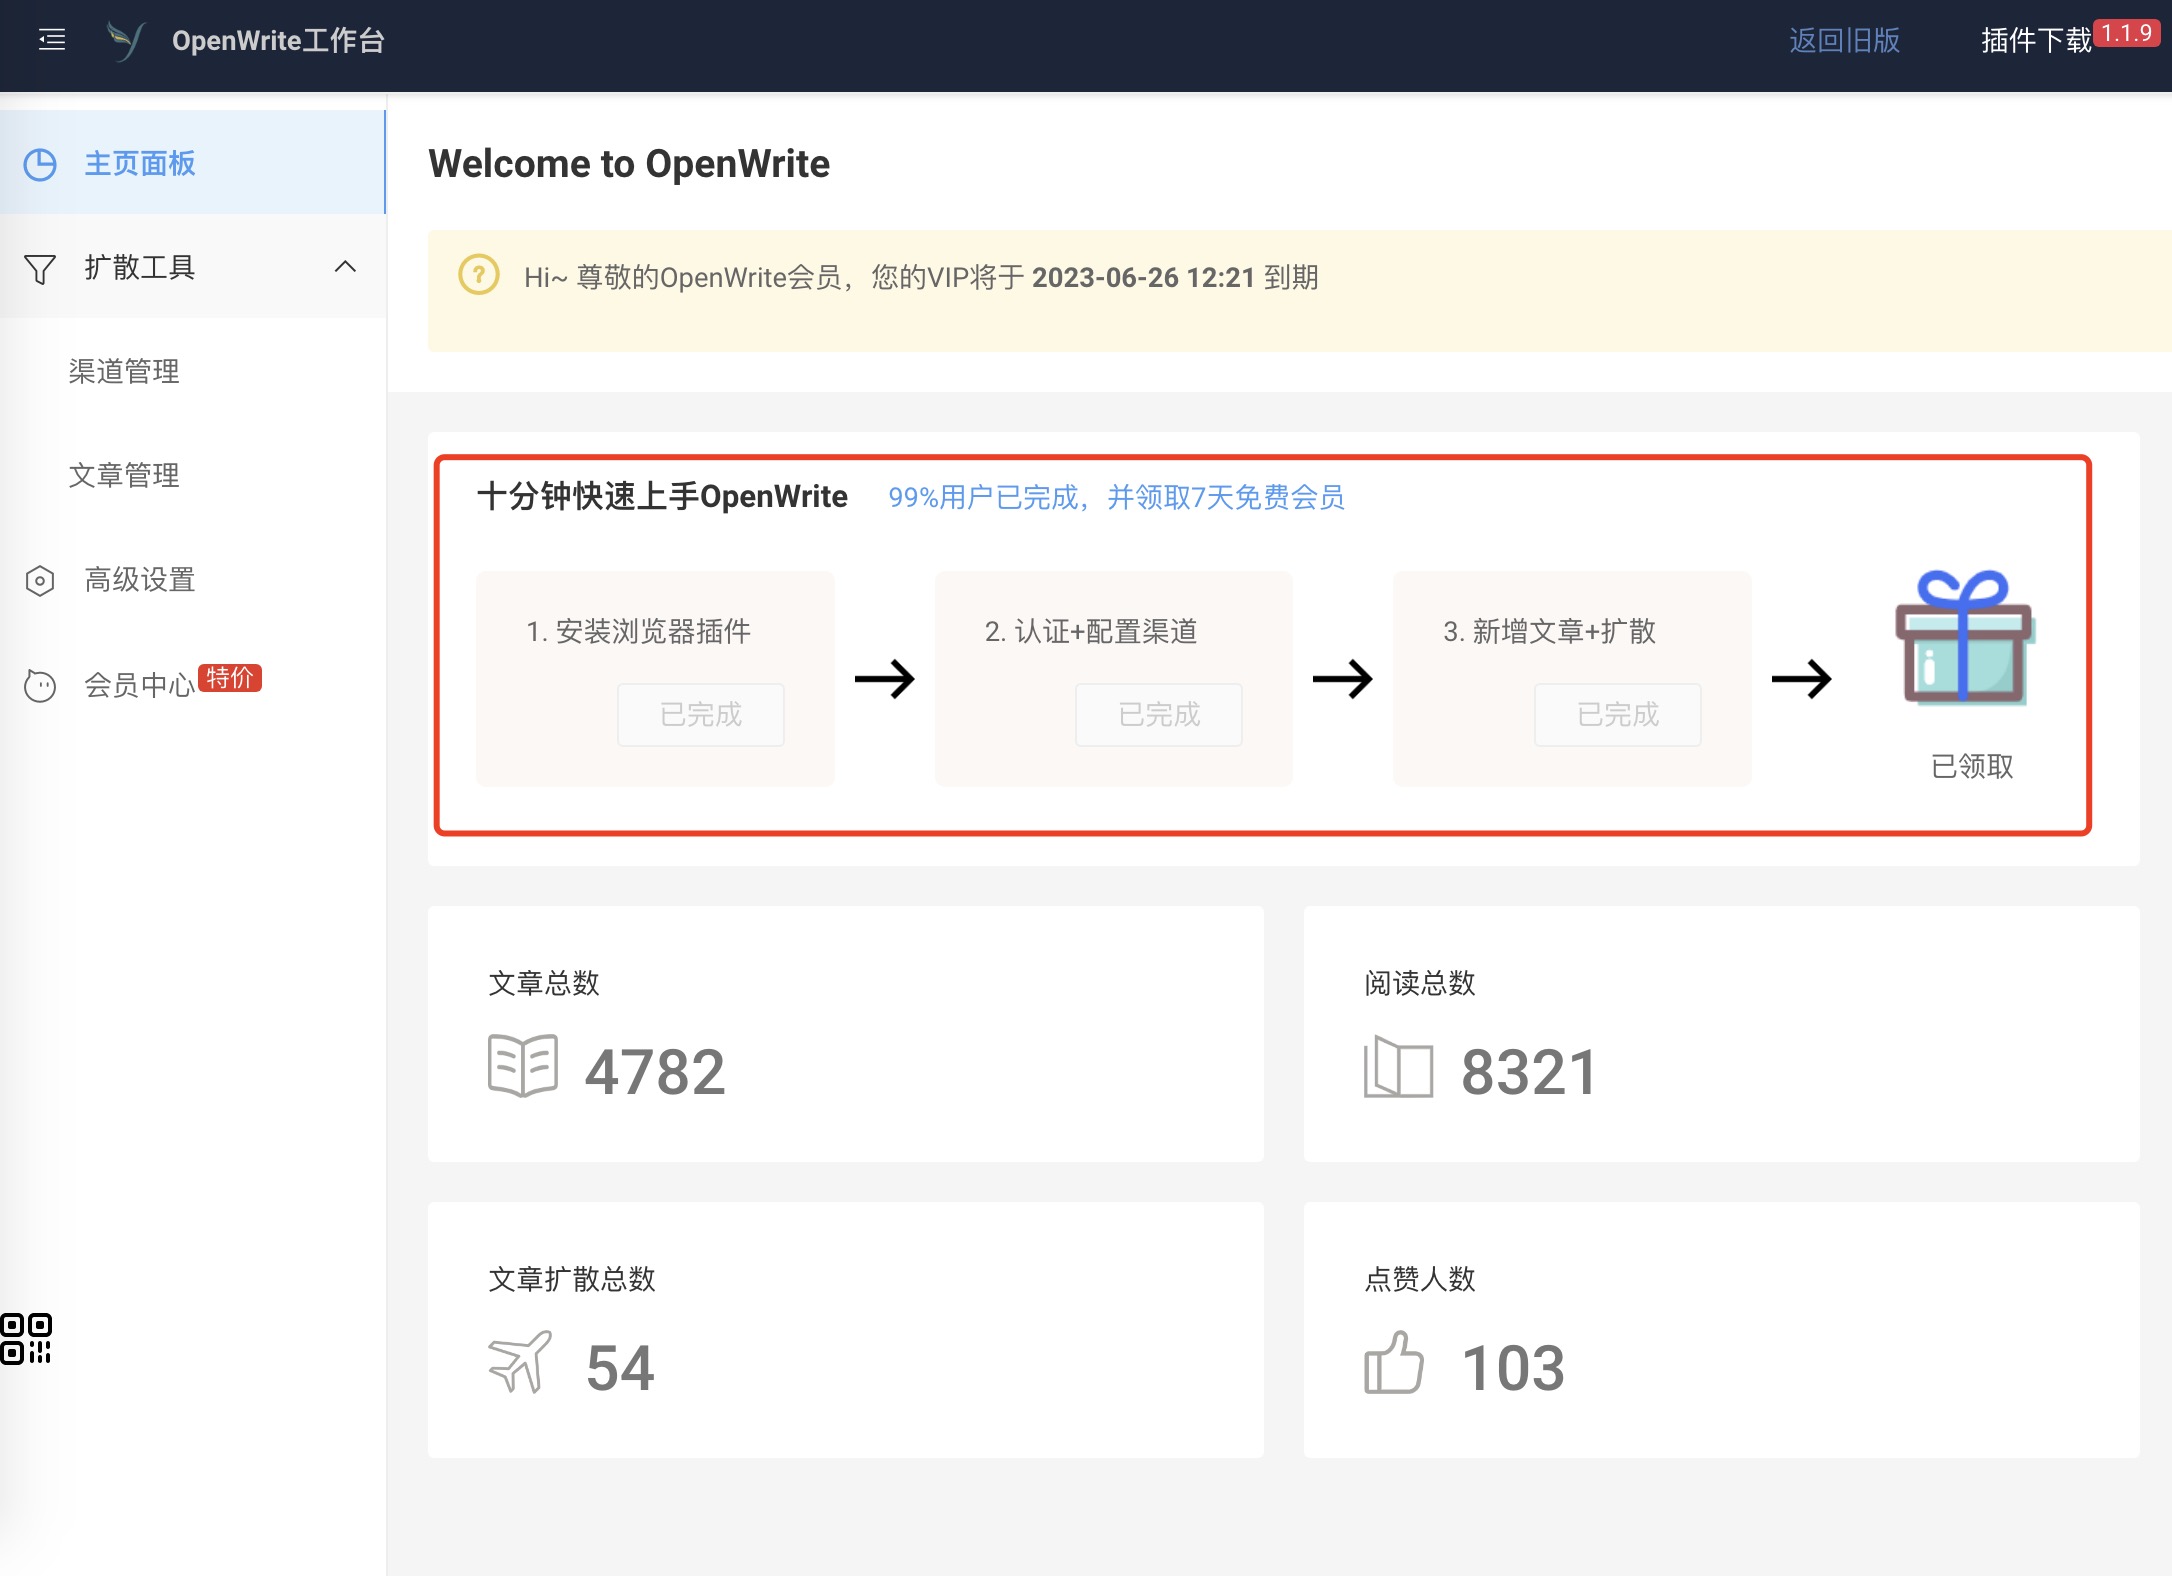 OpenWrite工作台
返回旧版
插件下载 1.1.9
主页面板
扩散工具
渠道管理
文章管理
高级设置
会员中心 特价
Welcome to OpenWrite
Hi~ 尊敬的OpenWrite会员，您的VIP将于 2023-06-26 12:21 到期
十分钟快速上手OpenWrite 99%用户已完成，并领取7天免费会员
1. 安装浏览器插件
已完成
2. 认证+配置渠道
已完成
3. 新增文章+扩散
已完成
已领取
文章总数
4782
阅读总数
8321
文章扩散总数
54
点赞人数
103